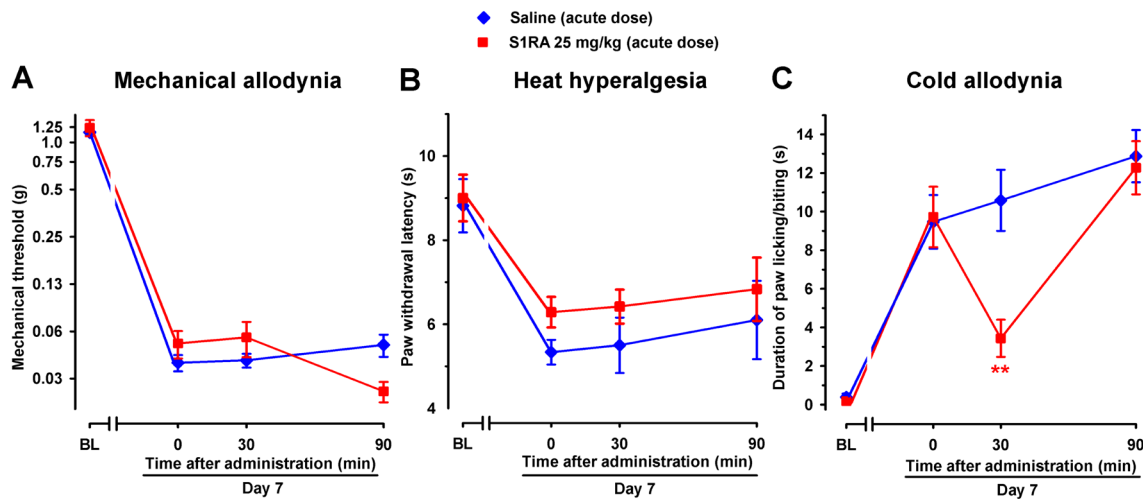 Saline (acute dose)
S1RA 25 mg/kg (acute dose)
A
Mechanical allodynia
Mechanical threshold (g)
1.25
1.0
0.75
0.5
0.25
0.13
0.06
0.03
BL
0
30
90
Time after administration (min)
Day 7
B
Heat hyperalgesia
Paw withdrawal latency (s)
10
8
6
4
BL
0
30
90
Time after administration (min)
Day 7
C
Cold allodynia
Duration of paw licking/biting (s)
14
12
10
8
6
4
2
0
**
BL
0
30
90
Time after administration (min)
Day 7